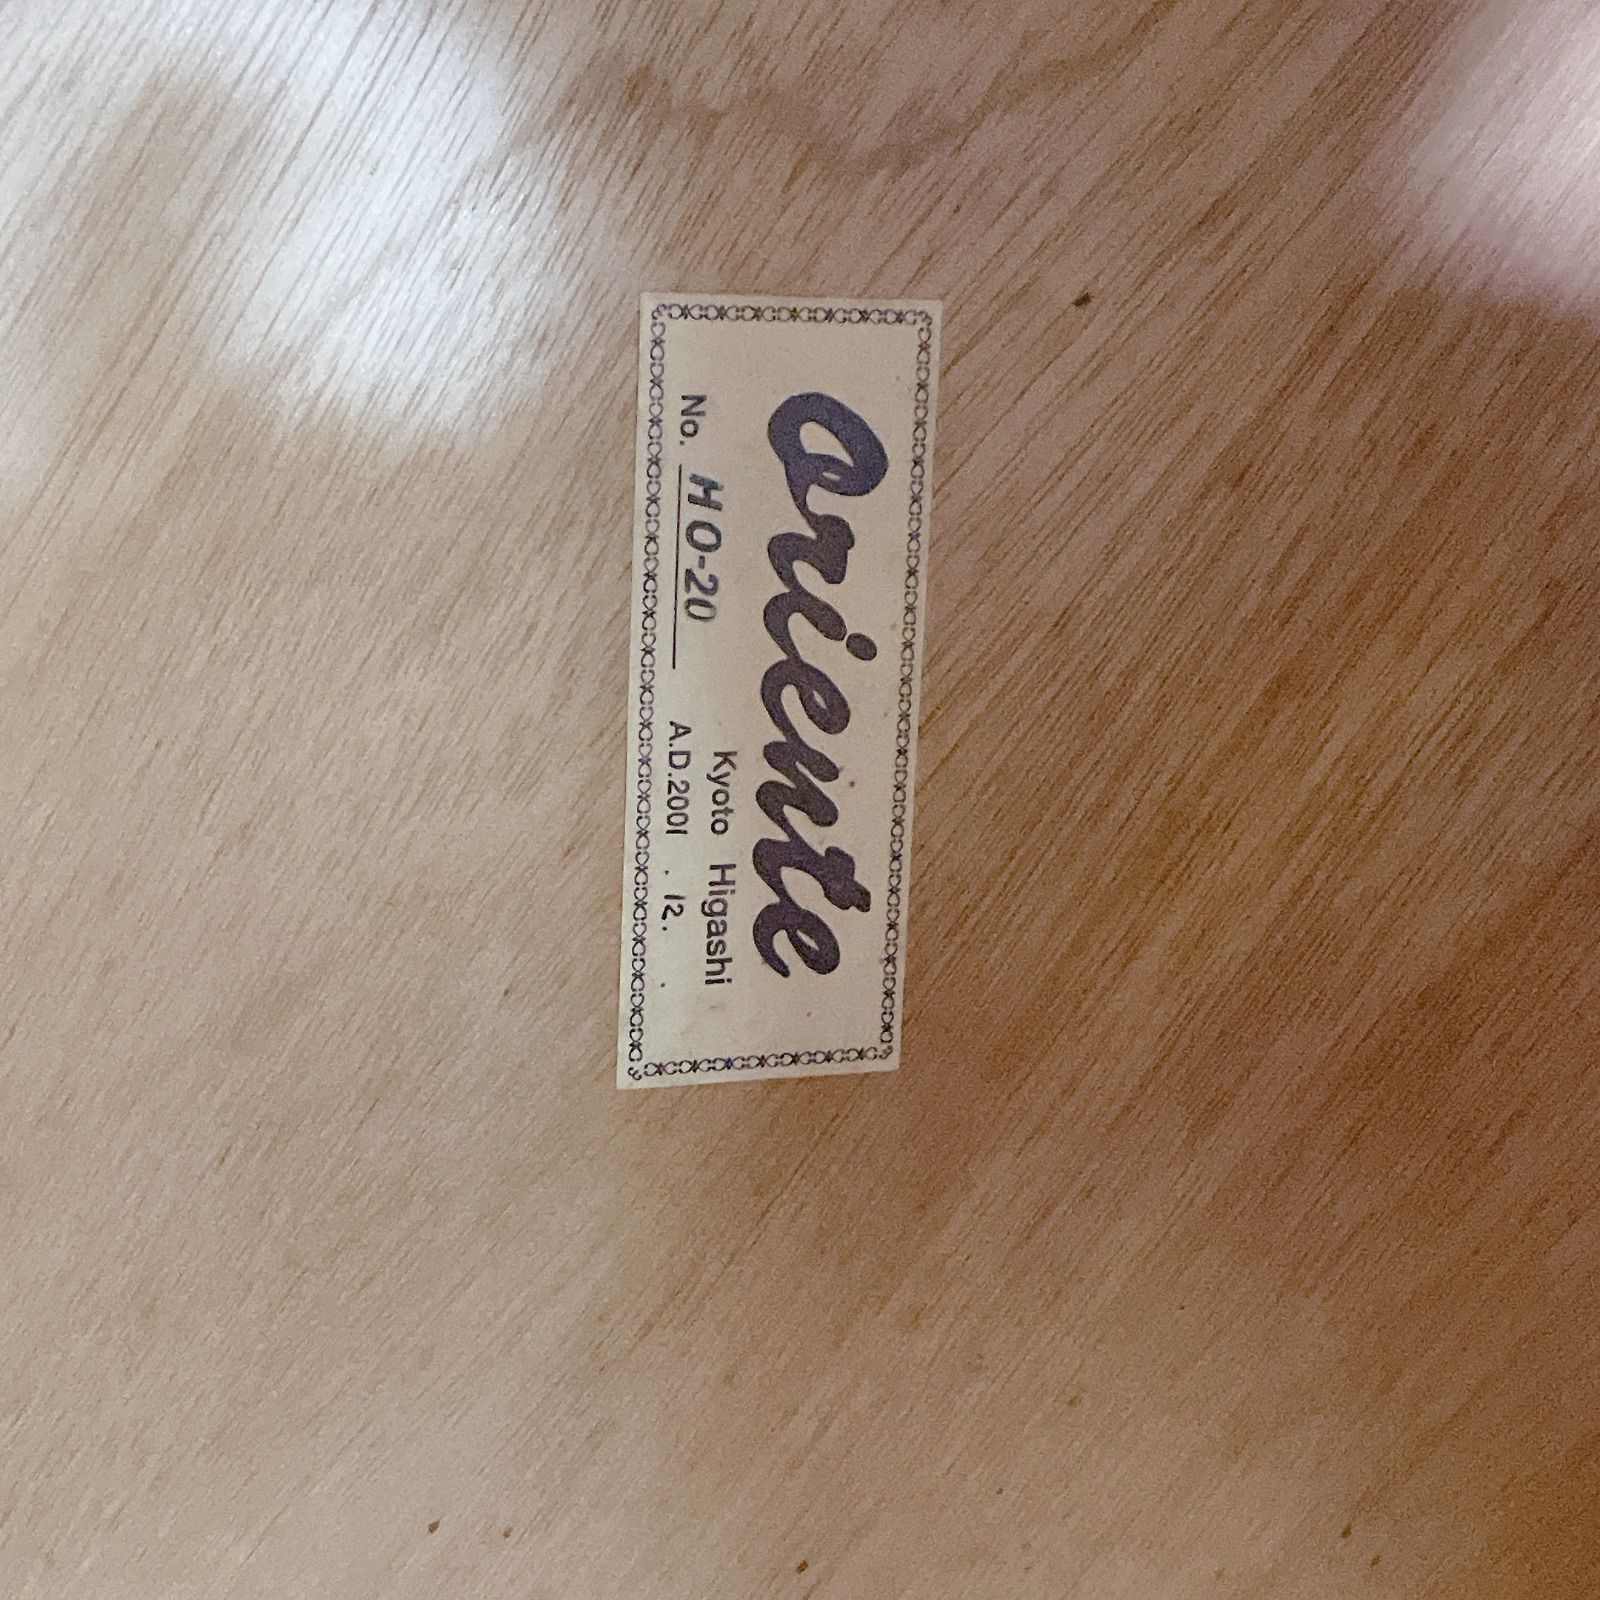 Oriente
Kyoto Higashi
No. HO-20 A.D.2001 . 12. .